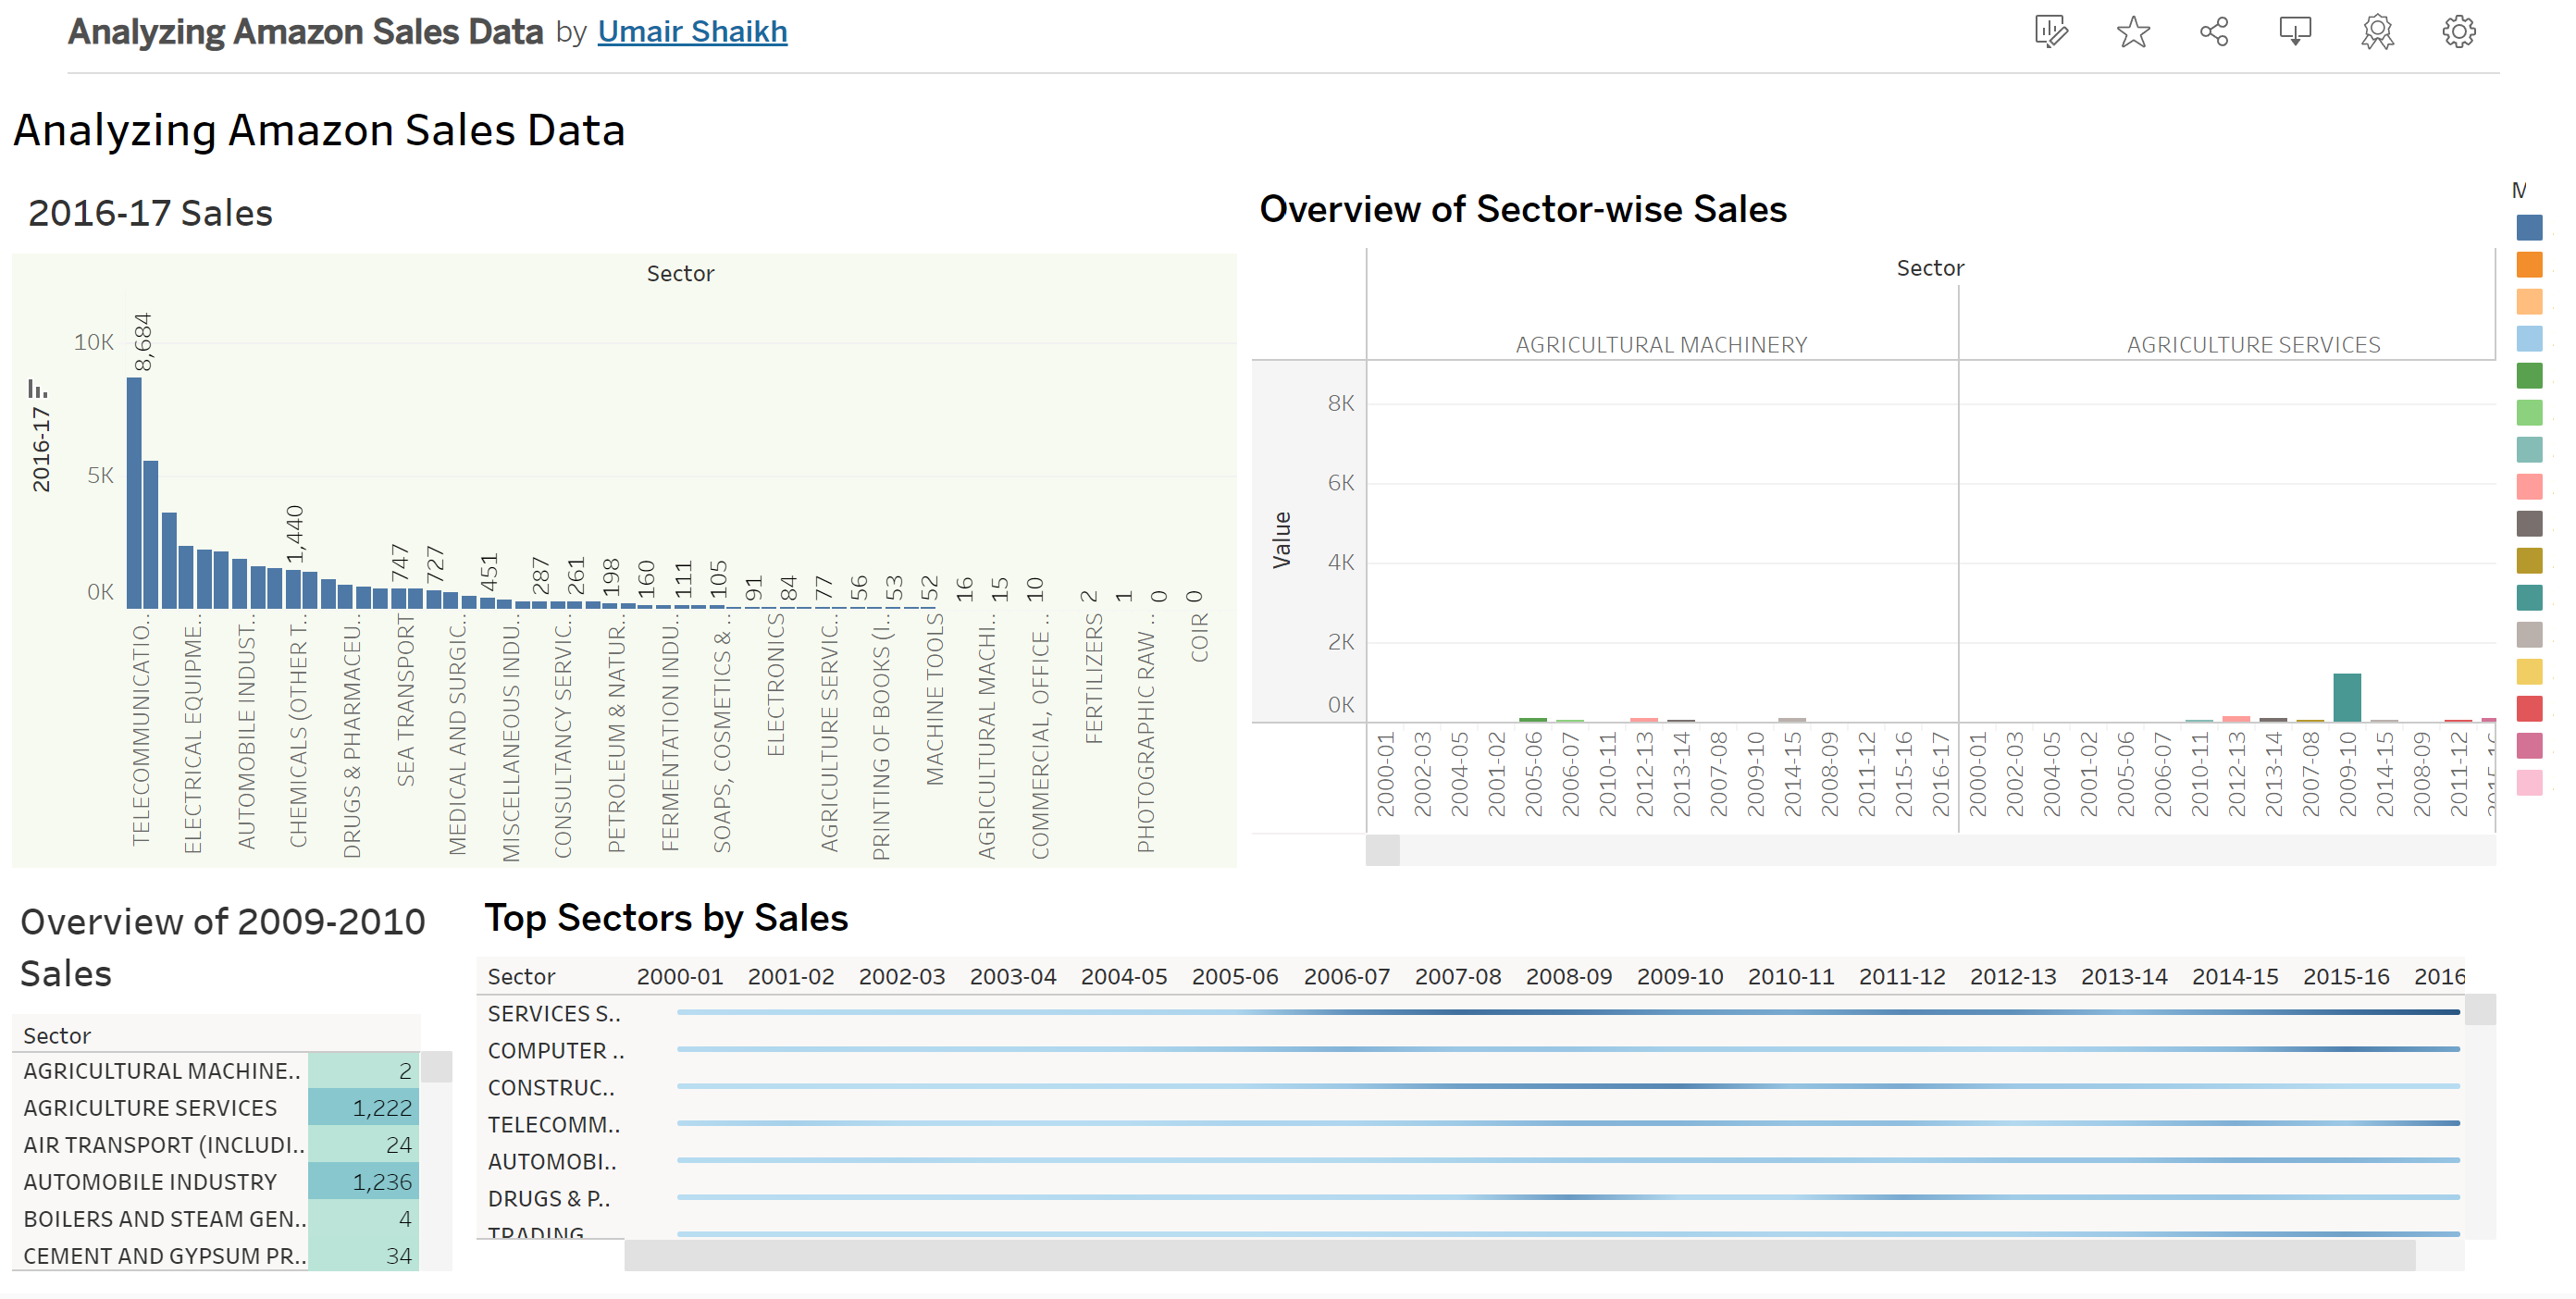 Analyzing Amazon Sales Data by Umair Shaikh
Analyzing Amazon Sales Data
2016-17 Sales
Sector
10K
5K
0K
2016-17
8,684
1,440
747
727
451
287
261
198
160
111
105
91
84
77
56
53
52
16
15
10
2
1
0
0
TELECOMMUNICATIO..
ELECTRICAL EQUIPME..
AUTOMOBILE INDUST..
CHEMICALS (OTHER T..
DRUGS & PHARMACEU..
SEA TRANSPORT
MEDICAL AND SURGIC..
MISCELLANEOUS INDU..
CONSULTANCY SERVIC..
PETROLEUM & NATUR..
FERMENTATION INDU..
SOAPS, COSMETICS & ..
ELECTRONICS
AGRICULTURE SERVIC..
PRINTING OF BOOKS (I..
MACHINE TOOLS
AGRICULTURAL MACHI..
COMMERCIAL, OFFICE ..
FERTILIZERS
PHOTOGRAPHIC RAW ..
COIR
Overview of Sector-wise Sales
Sector
AGRICULTURAL MACHINERY
AGRICULTURE SERVICES
8K
6K
4K
2K
0K
Value
2000-01
2002-03
2004-05
2001-02
2005-06
2006-07
2010-11
2012-13
2013-14
2007-08
2009-10
2014-15
2008-09
2011-12
2015-16
2016-17
2000-01
2002-03
2004-05
2001-02
2005-06
2006-07
2010-11
2012-13
2013-14
2007-08
2009-10
2014-15
2008-09
2011-12
Overview of 2009-2010
Sales
Sector
AGRICULTURAL MACHINE.. 2
AGRICULTURE SERVICES 1,222
AIR TRANSPORT (INCLUDI.. 24
AUTOMOBILE INDUSTRY 1,236
BOILERS AND STEAM GEN.. 4
CEMENT AND GYPSUM PR.. 34
Top Sectors by Sales
Sector 2000-01 2001-02 2002-03 2003-04 2004-05 2005-06 2006-07 2007-08 2008-09 2009-10 2010-11 2011-12 2012-13 2013-14 2014-15 2015-16 2016
SERVICES S..
COMPUTER ..
CONSTRUC..
TELECOMM..
AUTOMOBI..
DRUGS & P..
TRADING